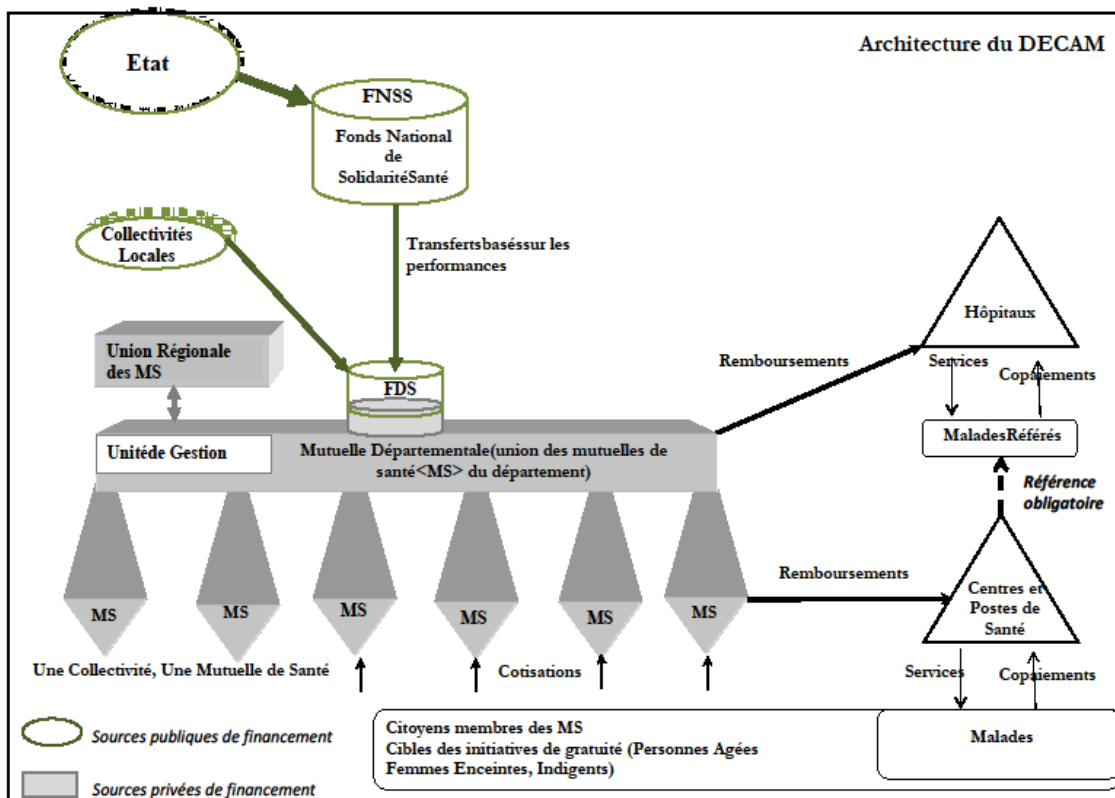 Architecture du DECAM
Etat
FNSS
Fonds National
de
SolidaritéSanté
Collectivités
Locales
Transfertsbaséssur les
performances
Hôpitaux
Union Régionale
des MS
Remboursements
Services
Copaiements
FDS
MaladesRéférés
Unitéde Gestion
Mutuelle Départementale(union des mutuelles de
santé<MS> du département)
Référence
obligatoire
Remboursements
Centres et
Postes de
Santé
MS
MS
MS
MS
MS
MS
Une Collectivité, Une Mutuelle de Santé
Cotisations
Services
Copaiements
Sources publiques de financement
Citoyens membres des MS
Cibles des initiatives de gratuité (Personnes Agées
Femmes Enceintes, Indigents)
Malades
Sources privées de financement